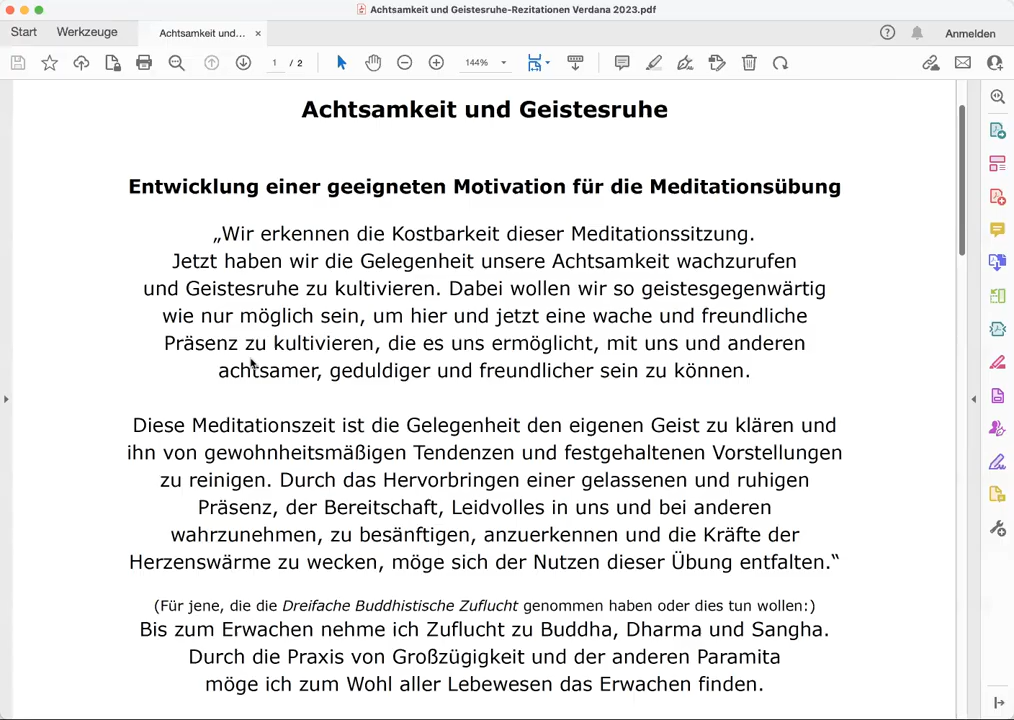 Achtsamkeit und Geistesruhe-Rezitationen Verdana 2023.pdf
Start Werkzeuge Achtsamkeit und... × Anmelden
1 / 2 144%
Achtsamkeit und Geistesruhe
Entwicklung einer geeigneten Motivation für die Meditationsübung
„Wir erkennen die Kostbarkeit dieser Meditationssitzung.
Jetzt haben wir die Gelegenheit unsere Achtsamkeit wachzurufen
und Geistesruhe zu kultivieren. Dabei wollen wir so geistesgegenwärtig
wie nur möglich sein, um hier und jetzt eine wache und freundliche
Präsenz zu kultivieren, die es uns ermöglicht, mit uns und anderen
achtsamer, geduldiger und freundlicher sein zu können.
Diese Meditationszeit ist die Gelegenheit den eigenen Geist zu klären und
ihn von gewohnheitsmäßigen Tendenzen und festgehaltenen Vorstellungen
zu reinigen. Durch das Hervorbringen einer gelassenen und ruhigen
Präsenz, der Bereitschaft, Leidvolles in uns und bei anderen
wahrzunehmen, zu besänftigen, anzuerkennen und die Kräfte der
Herzenswärme zu wecken, möge sich der Nutzen dieser Übung entfalten.“
(Für jene, die die Dreifache Buddhistische Zuflucht genommen haben oder dies tun wollen:)
Bis zum Erwachen nehme ich Zuflucht zu Buddha, Dharma und Sangha.
Durch die Praxis von Großzügigkeit und der anderen Paramita
möge ich zum Wohl aller Lebewesen das Erwachen finden.